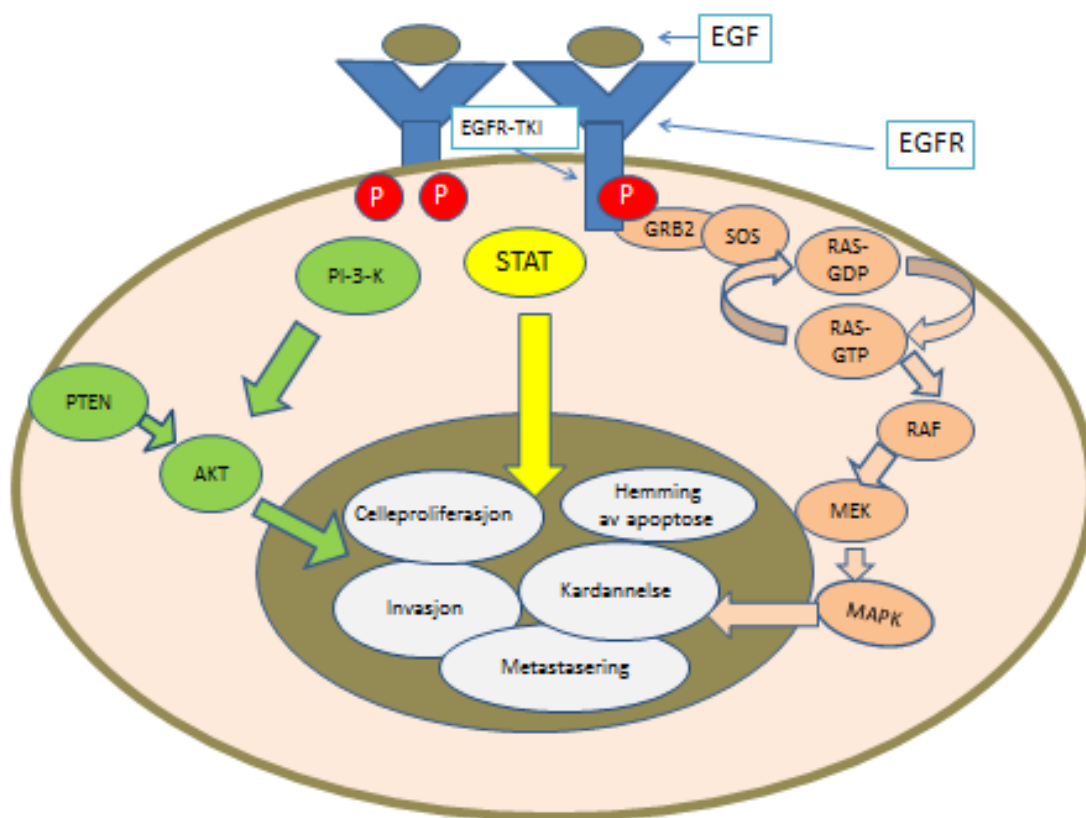 EGF
EGFR-TKI
EGFR
P
P
P
GRB2
SOS
RAS-
GDP
PI-3-K
STAT
RAS-
GTP
PTEN
RAF
AKT
Celleproliferasjon
Hemming
av apoptose
MEK
Invasjon
Kardannelse
MAPK
Metastasering